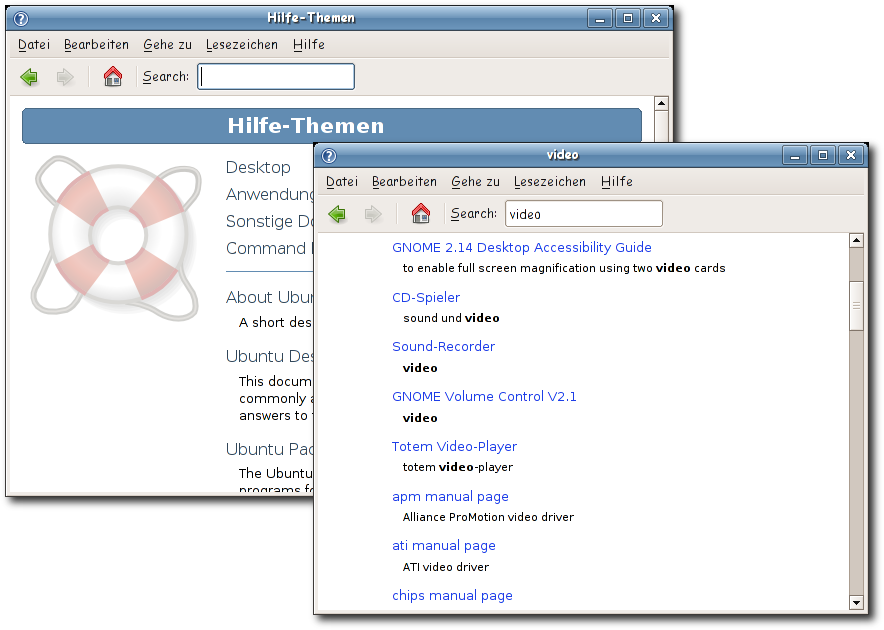 Hilfe-Themen
Datei Bearbeiten Gehe zu Lesezeichen Hilfe
Search:
Hilfe-Themen
Desktop
Anwendung
Sonstige
Command
About Ubun
A short des
Ubuntu Des
This docum
commonly a
answers to
Ubuntu Pac
The Ubuntu
programs fo
video
Datei Bearbeiten Gehe zu Lesezeichen Hilfe
Search: video
GNOME 2.14 Desktop Accessibility Guide
to enable full screen magnification using two video cards
CD-Spieler
sound und video
Sound-Recorder
video
GNOME Volume Control V2.1
video
Totem Video-Player
totem video-player
apm manual page
Alliance ProMotion video driver
ati manual page
ATI video driver
chips manual page